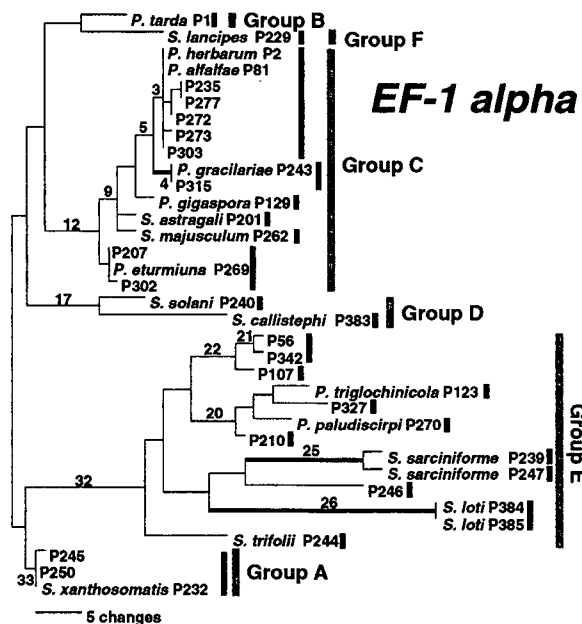 P. tarda P1 Group B
S. lancipes P229 Group F
P. herbarum P2
P. alfalfae P81
EF-1 alpha
3 P235
P277
P272
5 P273
P303
Group C
P. gracilariae P243
4 P315
9 P. gigaspora P129
S. astragali P201
12 S. majusculum P262
P207
P. eturmiuna P269
P302
17 S. solani P240
Group D
S. callistephi P383
21 P56
22 P342
P107
P. triglochinicola P123
P327
20 P. paludiscirpi P270
P210
Group E
25 S. sarciniforme P239
S. sarciniforme P247
32 P246
26 S. loti P384
S. loti P385
S. trifolii P244
P245
P250 Group A
33 S. xanthosomatis P232
5 changes